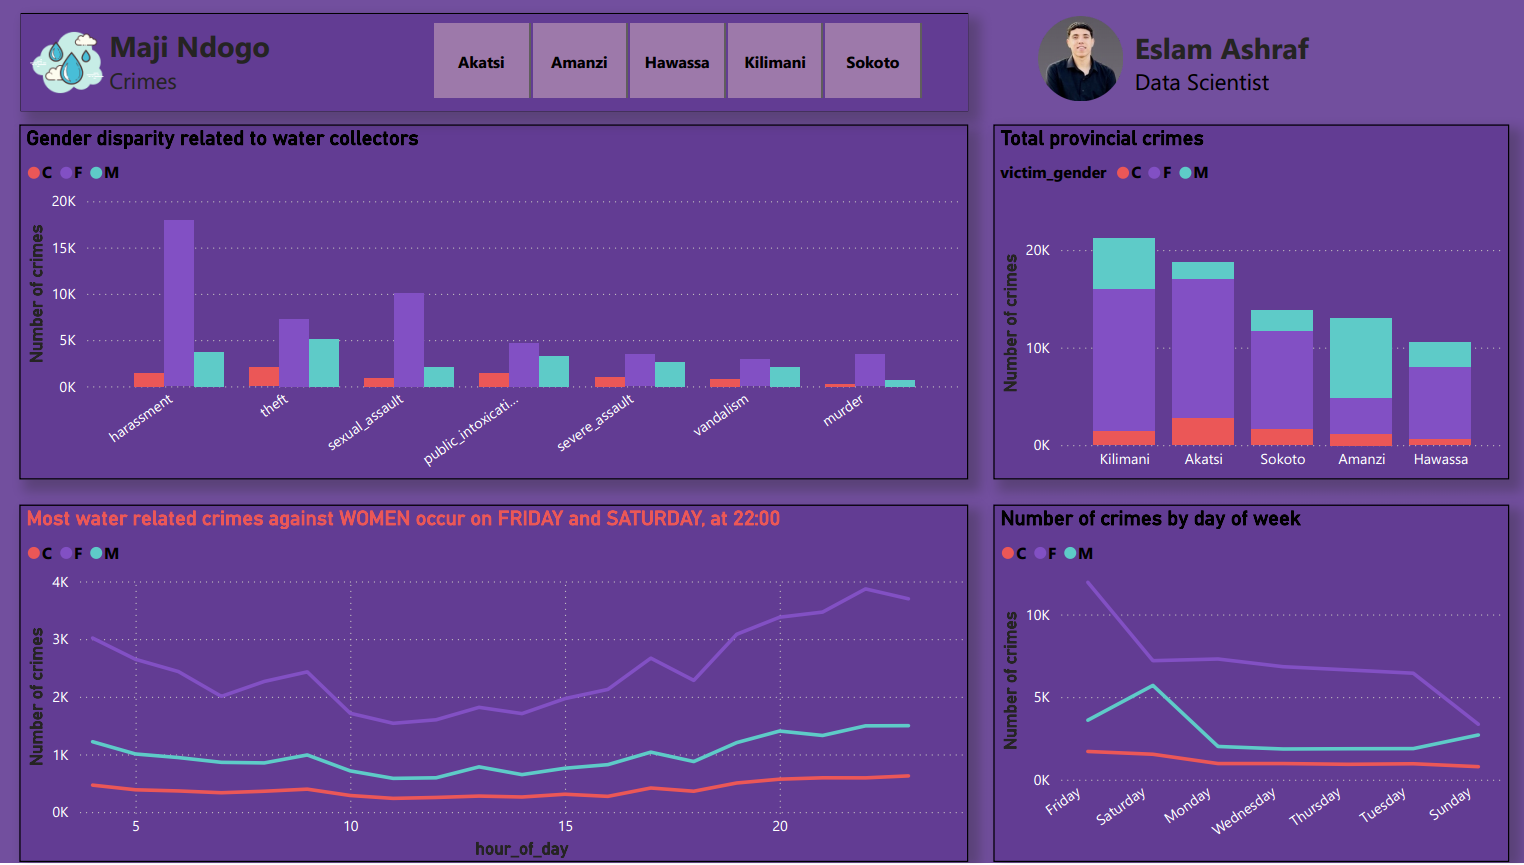 Maji Ndogo
Crimes
Akatsi
Amanzi
Hawassa
Kilimani
Sokoto
Eslam Ashraf
Data Scientist
Gender disparity related to water collectors
C F M
Number of crimes
20K
15K
10K
5K
0K
harassment
theft
sexual_assault
public_intoxicati...
severe_assault
vandalism
murder
Total provincial crimes
victim_gender C F M
Number of crimes
20K
10K
0K
Kilimani
Akatsi
Sokoto
Amanzi
Hawassa
Most water related crimes against WOMEN occur on FRIDAY and SATURDAY, at 22:00
C F M
Number of crimes
4K
3K
2K
1K
0K
5
10
15
20
hour_of_day
Number of crimes by day of week
C F M
Number of crimes
10K
5K
0K
Friday
Saturday
Monday
Wednesday
Thursday
Tuesday
Sunday